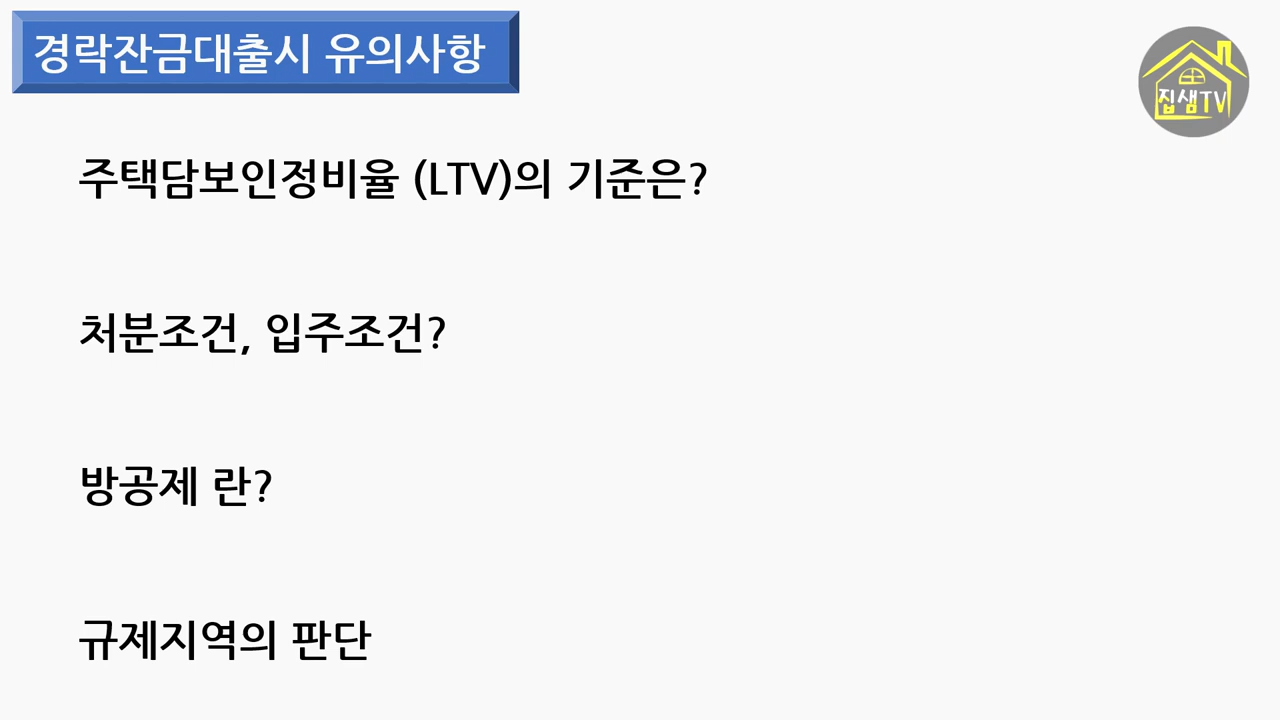 경락잔금대출시 유의사항
집샘TV
주택담보인정비율 (LTV)의 기준은?
처분조건, 입주조건?
방공제 란?
규제지역의 판단